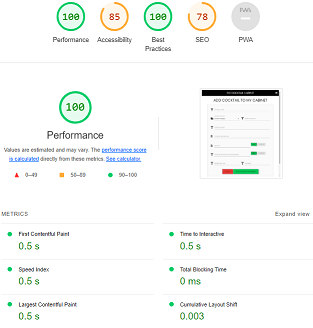 100
85
100
78
PWA
Performance
Accessibility
Best
Practices
SEO
PWA
100
Performance
Values are estimated and may vary. The performance score
is calculated directly from these metrics. See calculator.
0–49
50–89
90–100
ADD COCKTAIL TO MY CABINET
METRICS
Expand view
First Contentful Paint
0.5 s
Time to Interactive
0.5 s
Speed Index
0.5 s
Total Blocking Time
0 ms
Largest Contentful Paint
0.5 s
Cumulative Layout Shift
0.003